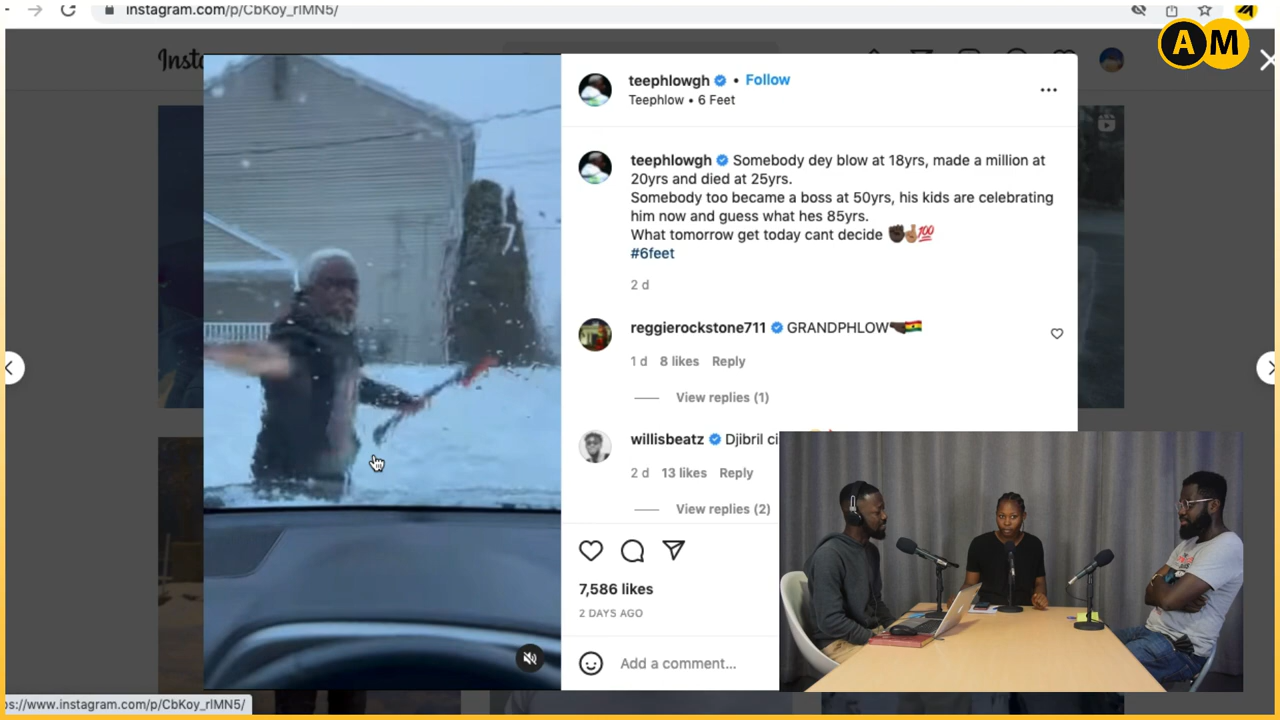 instagram.com/p/CbKoy_rlMN5/
AM
Insta
teephlowgh • Follow
Teephlow • 6 Feet
teephlowgh Somebody dey blow at 18yrs, made a million at
20yrs and died at 25yrs.
Somebody too became a boss at 50yrs, his kids are celebrating
him now and guess what hes 85yrs.
What tomorrow get today cant decide ✊🏿🤞🏽💯
#6feet
2 d
reggierockstone711 GRANDPHLOW🤜🏿🇬🇭
1 d 8 likes Reply
View replies (1)
willisbeatz Djibril ci
2 d 13 likes Reply
View replies (2)
7,586 likes
2 DAYS AGO
Add a comment...
ps://www.instagram.com/p/CbKoy_rlMN5/